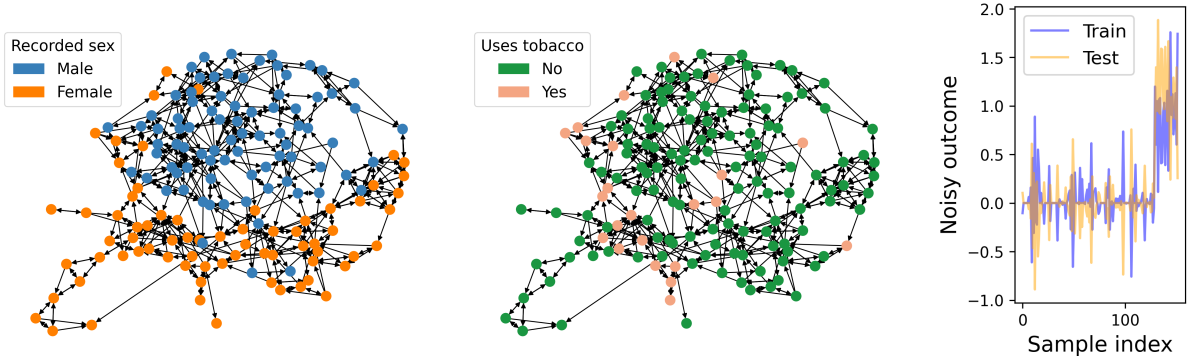 Recorded sex
Male
Female
Uses tobacco
No
Yes
Noisy outcome
2.0
1.5
1.0
0.5
0.0
−0.5
−1.0
Train
Test
0
100
Sample index